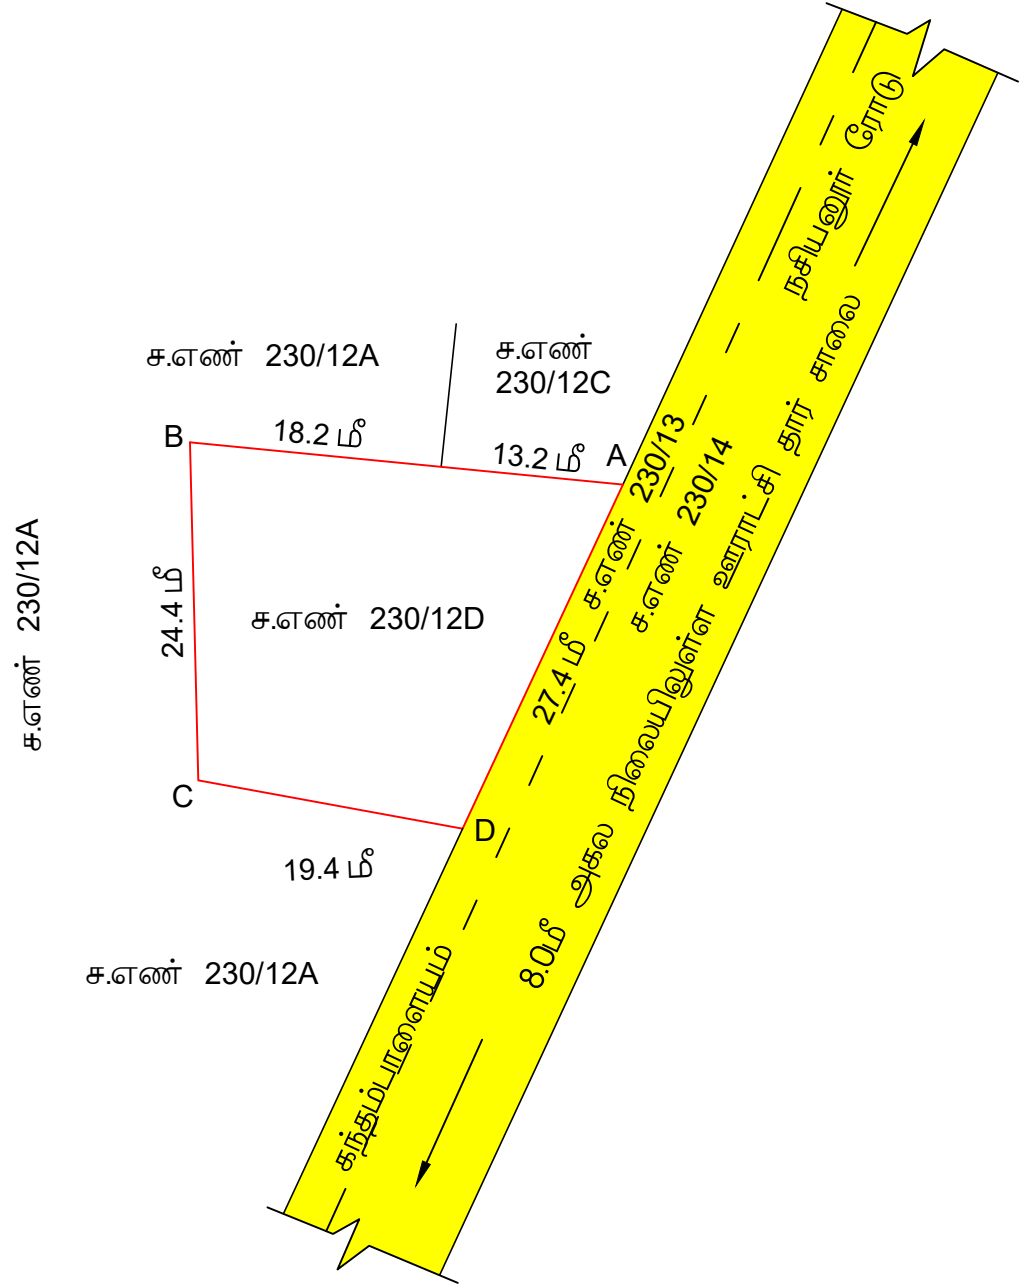 நசியனூர் ரோடு
ச.எண் 230/12A
ச.எண்
230/12C
B
18.2 மீ
13.2 மீ
A
ச.எண் 230/13
ச.எண் 230/14
8.0மீ அகல நிலையிலுள்ள ஊராட்சி தார் சாலை
ச.எண் 230/12A
24.4 மீ
ச.எண் 230/12D
27.4 மீ
C
D
19.4 மீ
ச.எண் 230/12A
கந்தம்பாளையம்